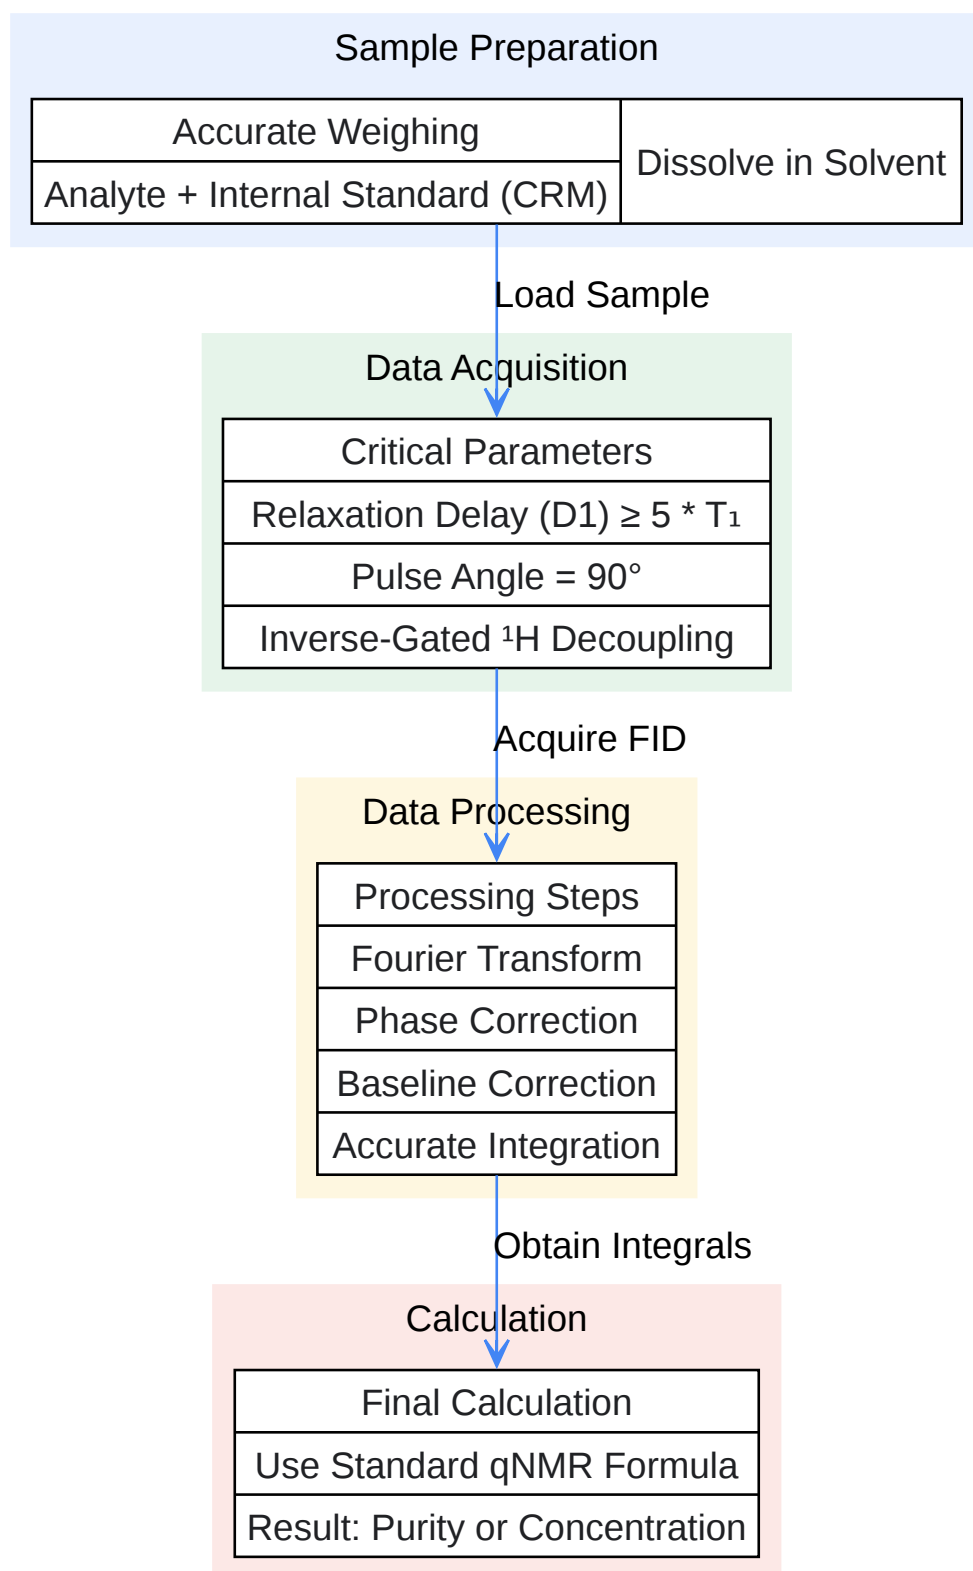 Sample Preparation
Accurate Weighing
Analyte + Internal Standard (CRM)
Dissolve in Solvent
Load Sample
Data Acquisition
Critical Parameters
Relaxation Delay (D1) ≥ 5 * T₁
Pulse Angle = 90°
Inverse-Gated ¹H Decoupling
Acquire FID
Data Processing
Processing Steps
Fourier Transform
Phase Correction
Baseline Correction
Accurate Integration
Obtain Integrals
Calculation
Final Calculation
Use Standard qNMR Formula
Result: Purity or Concentration